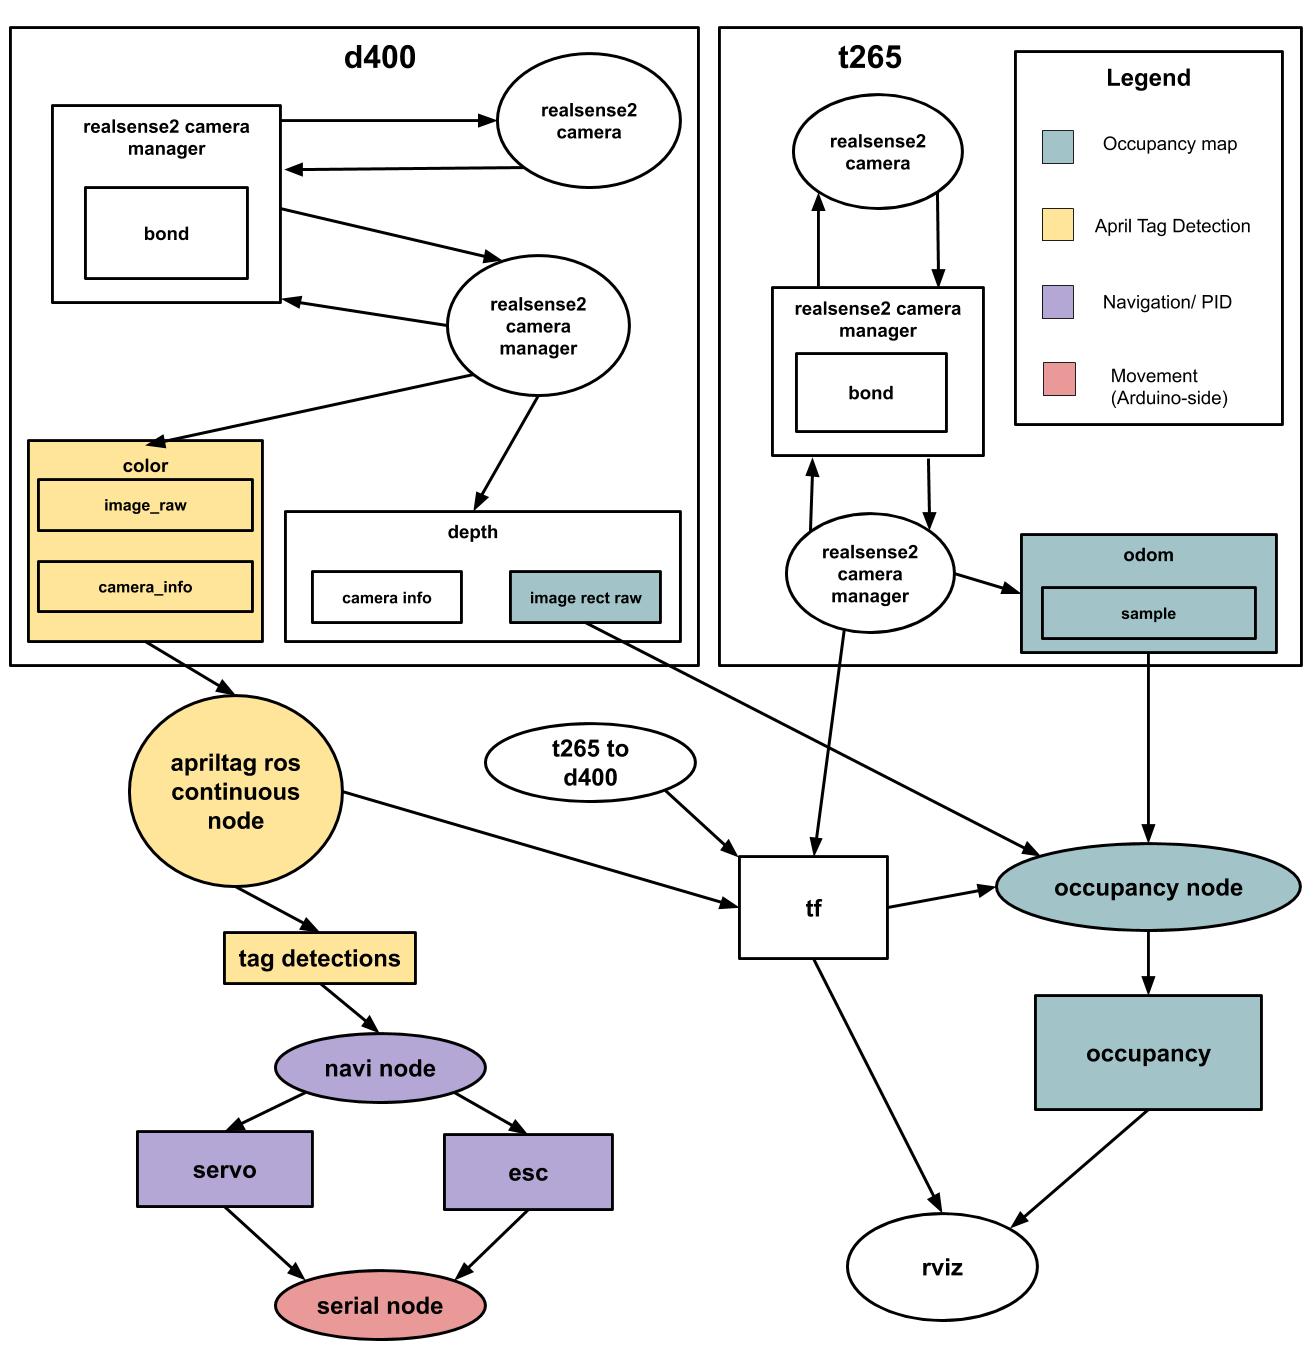 d400
realsense2 camera
manager
bond
realsense2
camera
realsense2
camera
manager
color
image_raw
camera_info
depth
camera info
image rect raw
t265
realsense2
camera
realsense2 camera
manager
bond
realsense2
camera
manager
odom
sample
Legend
Occupancy map
April Tag Detection
Navigation/ PID
Movement
(Arduino-side)
apriltag ros
continuous
node
t265 to
d400
tf
occupancy node
tag detections
occupancy
navi node
servo
esc
serial node
rviz